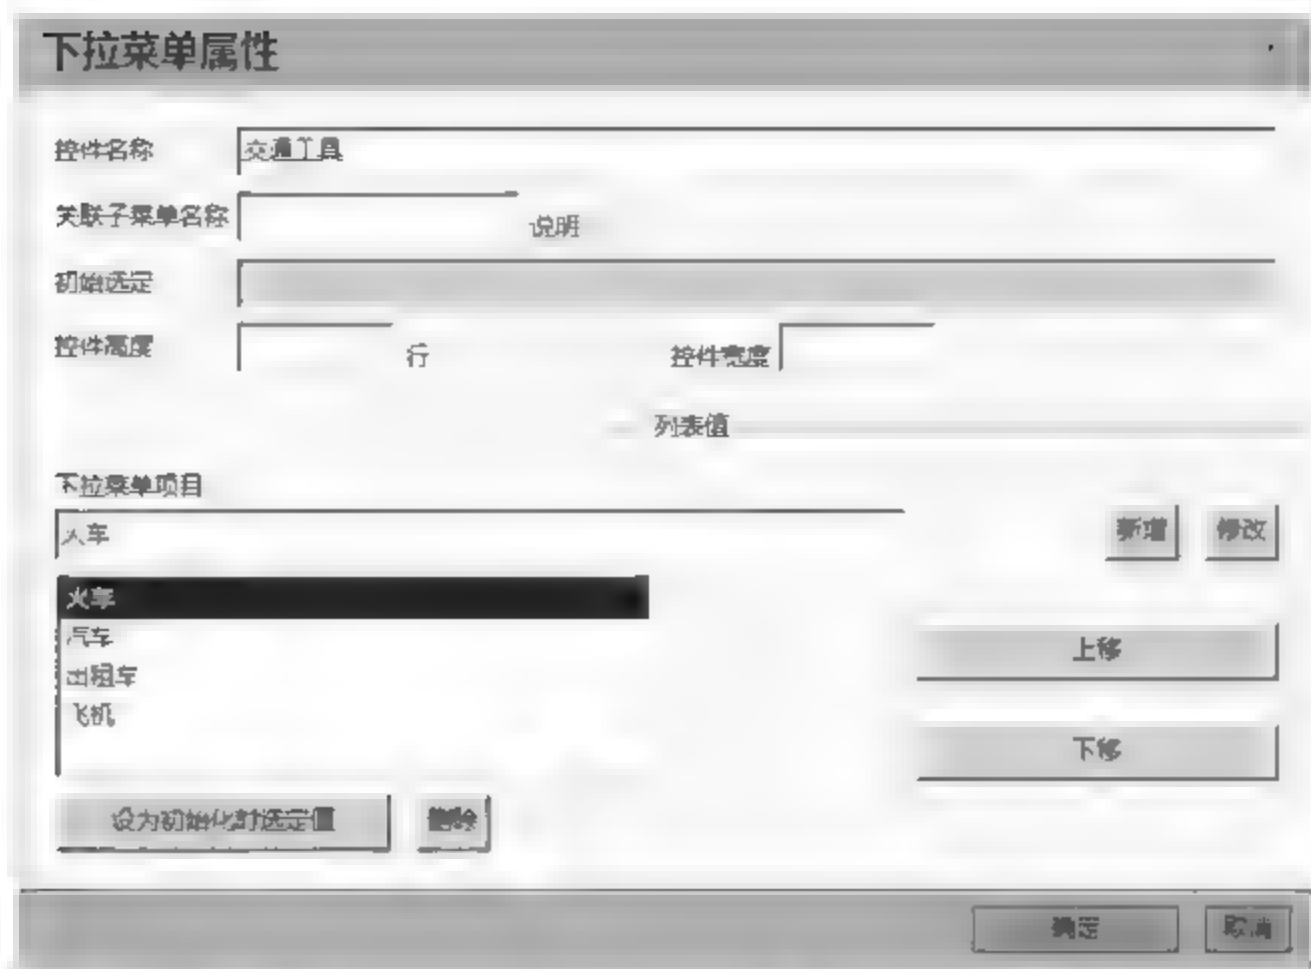 下拉菜单属性
控件名称 交通工具
关联子菜单名称 说明
初始选定
控件高度 行 控件宽度
列表值
下拉菜单项目
火车 新增 修改
火车
汽车
出租车
飞机
上移
下移
设为初始化时选定值 删除
确定 取消